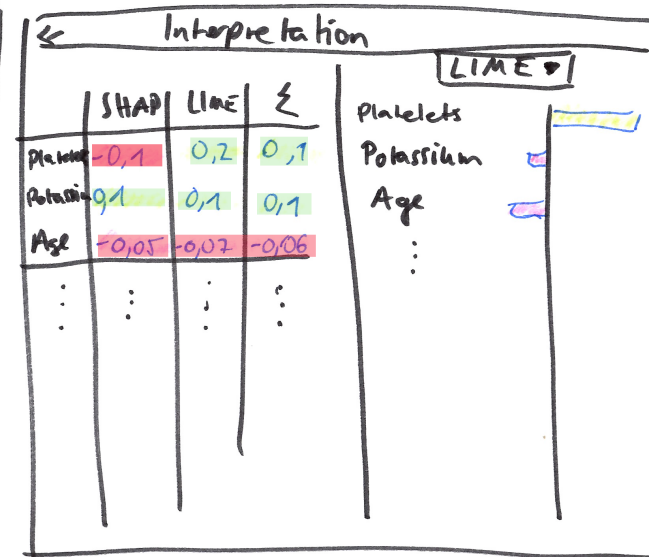 Interpretation
LIME
SHAP LIME Σ
Platelets
Platelet -0,1 0,2 0,1
Potassium
Potassium 0,1 0,1 0,1
Age
Age -0,05 -0,07 -0,06